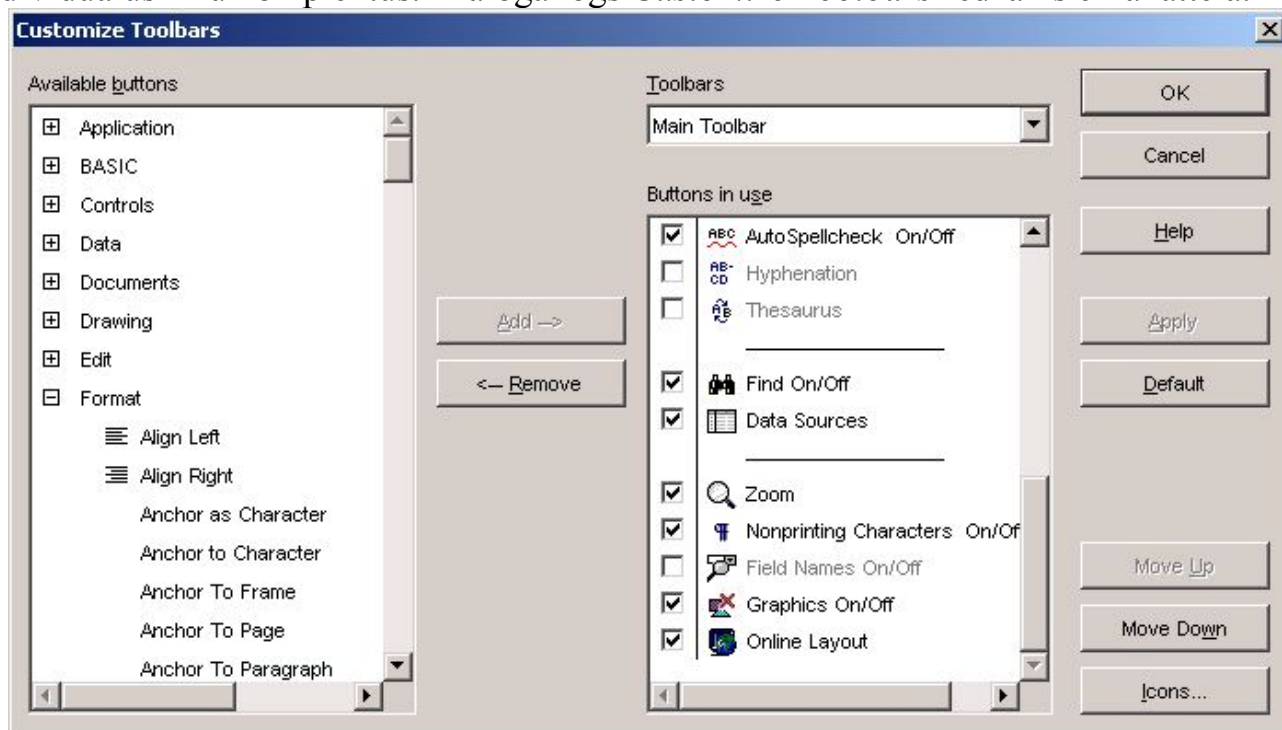 Customize Toolbars
Available buttons
Application
BASIC
Controls
Data
Documents
Drawing
Edit
Format
Align Left
Align Right
Anchor as Character
Anchor to Character
Anchor To Frame
Anchor To Page
Anchor To Paragraph
Add -->
<-- Remove
Toolbars
Main Toolbar
Buttons in use
ABC AutoSpellcheck On/Off
AB-
CD Hyphenation
Thesaurus
Find On/Off
Data Sources
Zoom
¶ Nonprinting Characters On/Of
Field Names On/Off
Graphics On/Off
Online Layout
OK
Cancel
Help
Apply
Default
Move Up
Move Down
Icons...